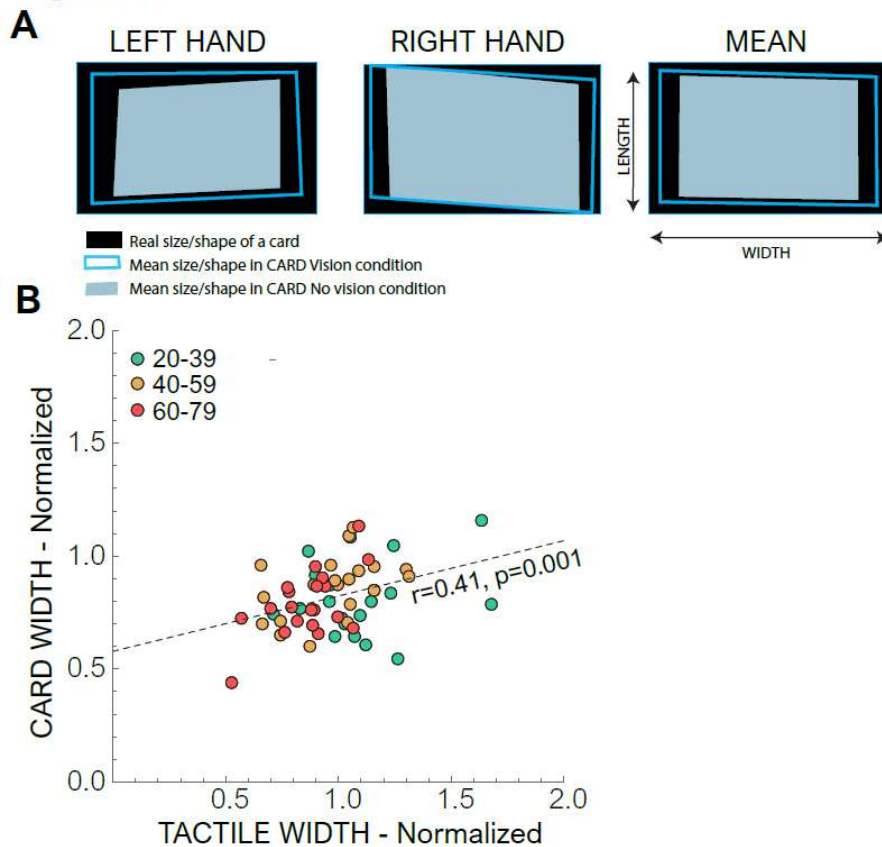 A
LEFT HAND
RIGHT HAND
MEAN
LENGTH
WIDTH
Real size/shape of a card
Mean size/shape in CARD Vision condition
Mean size/shape in CARD No vision condition
B
2.0
1.5
1.0
0.5
0.0
CARD WIDTH - Normalized
20-39
40-59
60-79
r=0.41, p=0.001
0.5 1.0 1.5 2.0
TACTILE WIDTH - Normalized